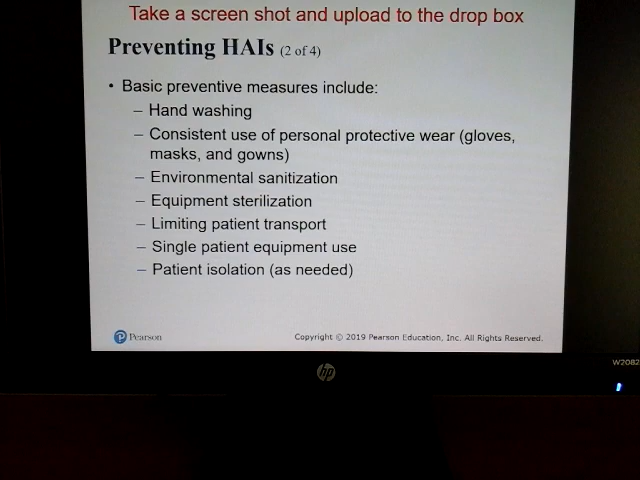 Take a screen shot and upload to the drop box
Preventing HAIs (2 of 4)
• Basic preventive measures include:
– Hand washing
– Consistent use of personal protective wear (gloves,
masks, and gowns)
– Environmental sanitization
– Equipment sterilization
– Limiting patient transport
– Single patient equipment use
– Patient isolation (as needed)
P Pearson
Copyright © 2019 Pearson Education, Inc. All Rights Reserved.
hp
W2082